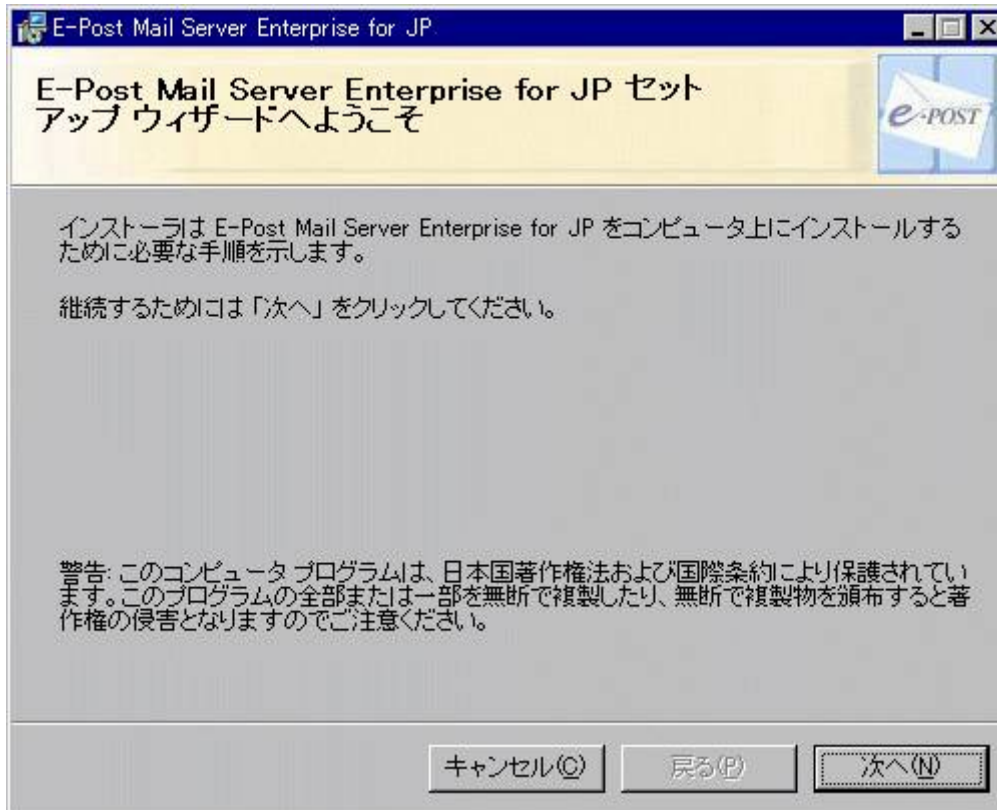 E-Post Mail Server Enterprise for JP
E-Post Mail Server Enterprise for JP セット
アップ ウィザードへようこそ
e-POST
インストーラは E-Post Mail Server Enterprise for JP をコンピュータ上にインストールする
ために必要な手順を示します。
継続するためには「次へ」をクリックしてください。
警告: このコンピュータ プログラムは、日本国著作権法および国際条約により保護されてい
ます。このプログラムの全部または一部を無断で複製したり、無断で複製物を頒布すると著
作権の侵害となりますのでご注意ください。
キャンセル(C)
戻る(P)
次へ(N)